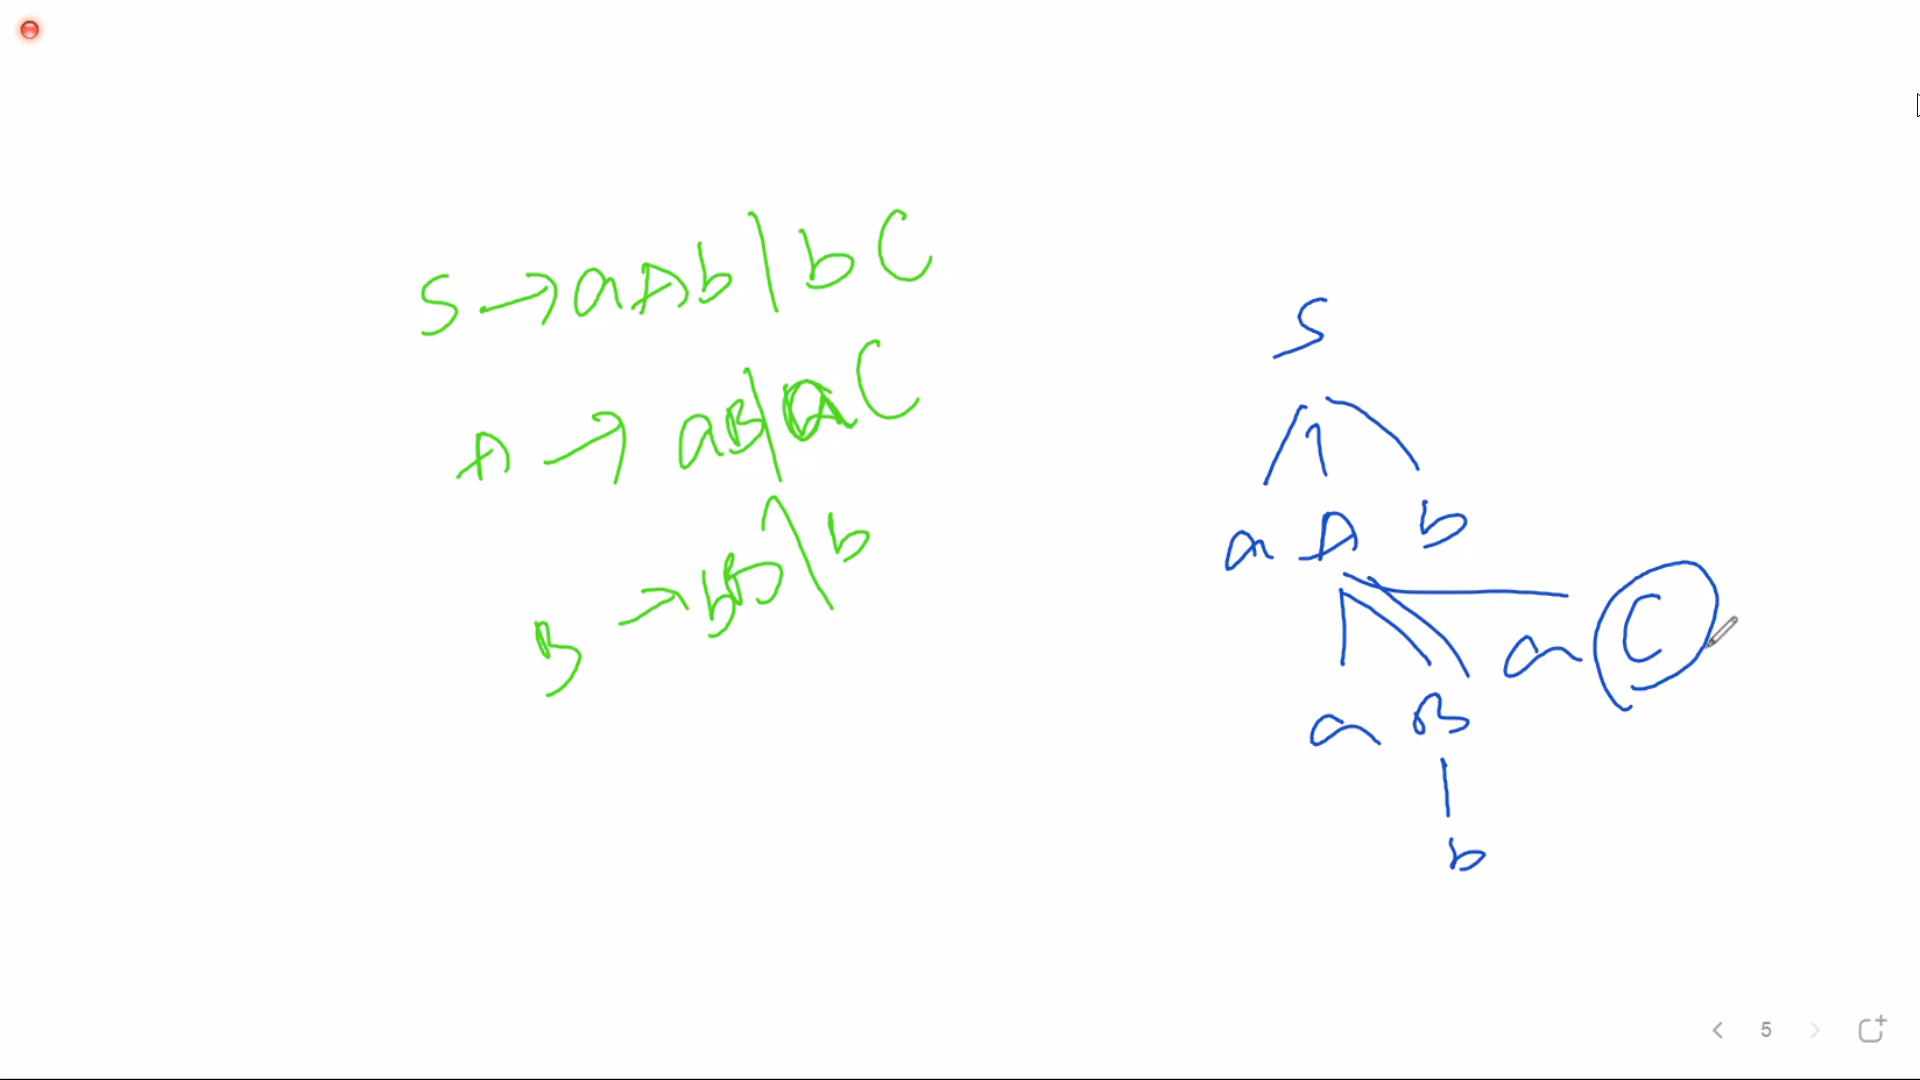 S → aAb | bC
A → aB | aC
B → bB | b
S
a A b
a C
a B
b
5